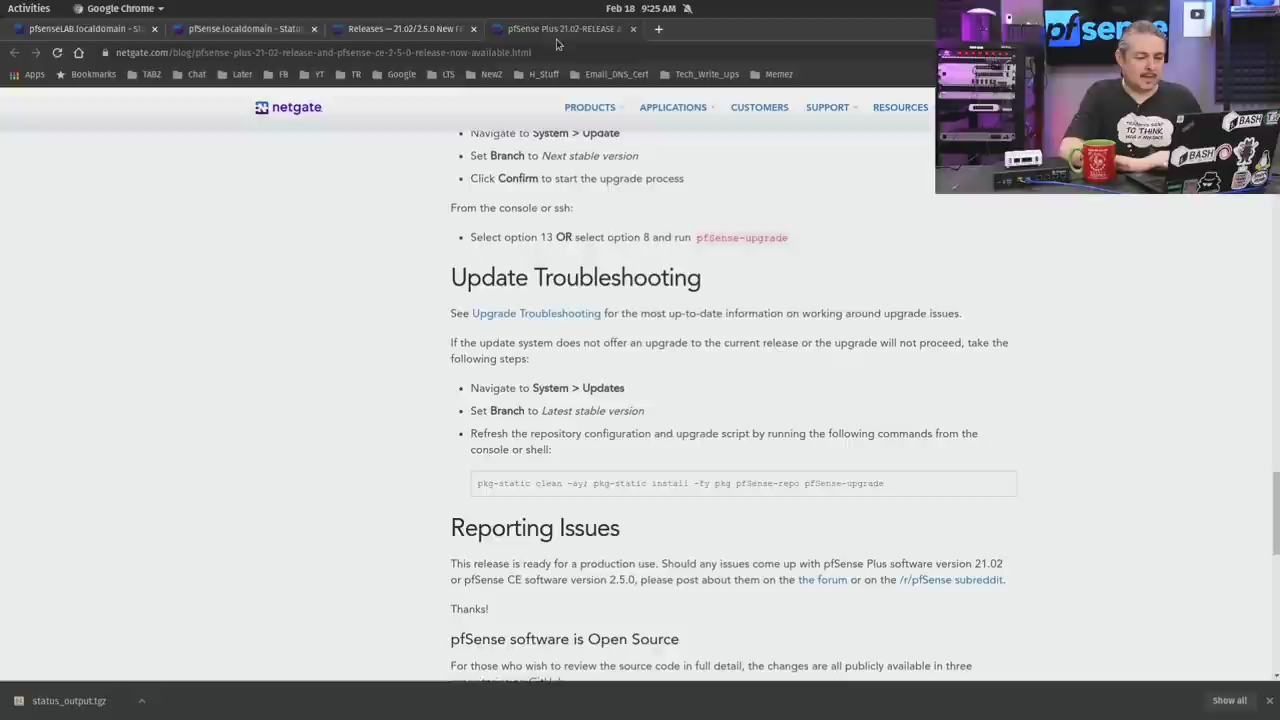 Activities
Google Chrome
Feb 18 9:25 AM
pfsenseLAB.localdomain - St
pfsense.localdomain - Statu
Releases — 21.02/2.5.0 New F
pfSense Plus 21.02-RELEASE a
netgate.com/blog/pfsense-plus-21-02-release-and-pfsense-ce-2-5-0-release-now-available.html
Apps
Bookmarks
TABZ
Chat
Later
FB
YT
TR
Google
LTS
NewZ
H_Stuff
Email_DNS_Cert
Tech_Write_Ups
Memez
netgate
PRODUCTS
APPLICATIONS
CUSTOMERS
SUPPORT
RESOURCES
pfsense
TO THINK
BASH
BASH
Navigate to System > Update
Set Branch to Next stable version
Click Confirm to start the upgrade process
From the console or ssh:
Select option 13 OR select option 8 and run pfSense-upgrade
Update Troubleshooting
See Upgrade Troubleshooting for the most up-to-date information on working around upgrade issues.
If the update system does not offer an upgrade to the current release or the upgrade will not proceed, take the
following steps:
Navigate to System > Updates
Set Branch to Latest stable version
Refresh the repository configuration and upgrade script by running the following commands from the
console or shell:
pkg-static clean -ay; pkg-static install -fy pkg pfSense-repo pfSense-upgrade
Reporting Issues
This release is ready for a production use. Should any issues come up with pfSense Plus software version 21.02
or pfSense CE software version 2.5.0, please post about them on the the forum or on the /r/pfSense subreddit.
Thanks!
pfSense software is Open Source
For those who wish to review the source code in full detail, the changes are all publicly available in three
status_output.tgz
Show all